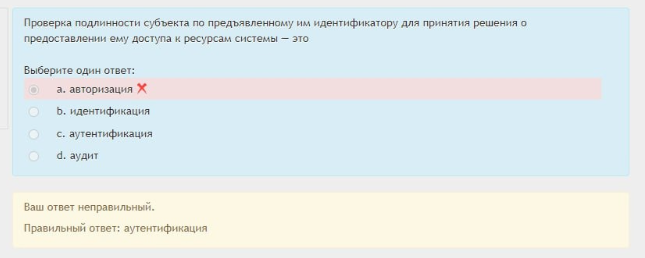 Проверка подлинности субъекта по предъявленному им идентификатору для принятия решения о
предоставлении ему доступа к ресурсам системы — это
Выберите один ответ:
a. авторизация
b. идентификация
c. аутентификация
d. аудит
Ваш ответ неправильный.
Правильный ответ: аутентификация